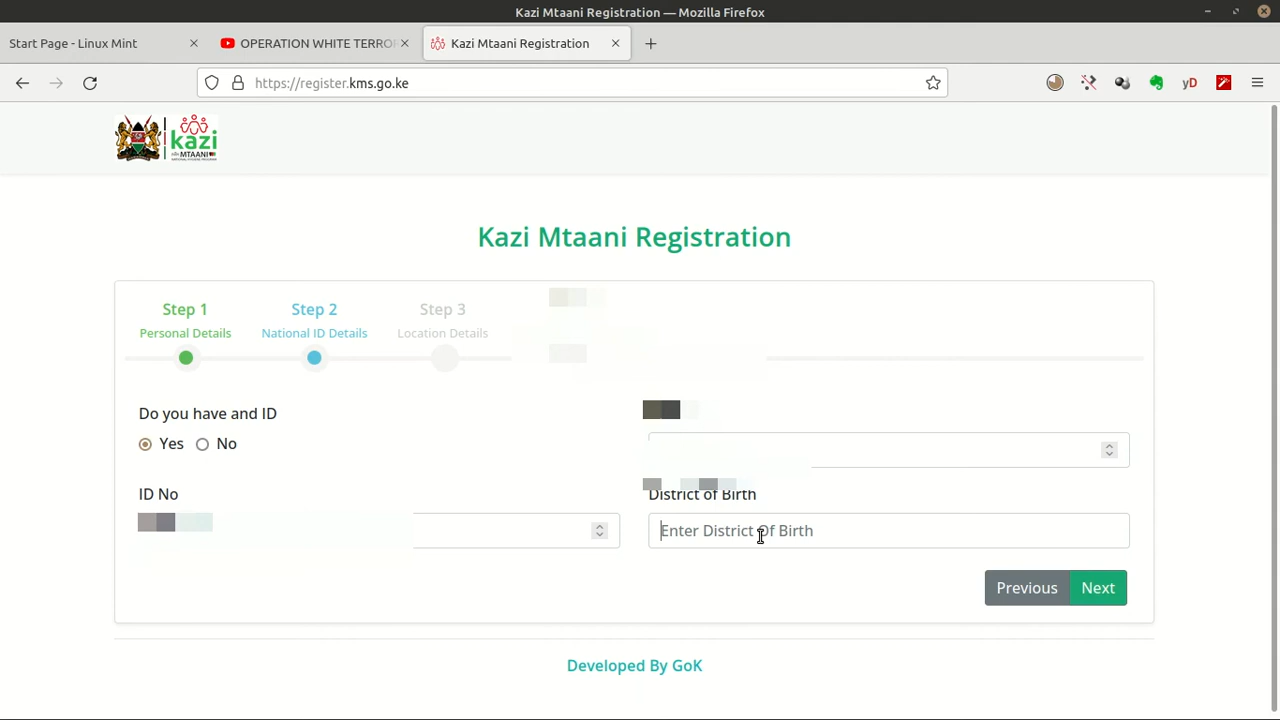 Kazi Mtaani Registration — Mozilla Firefox
Start Page - Linux Mint
OPERATION WHITE TERRO
Kazi Mtaani Registration
https://register.kms.go.ke
yD
kazi
MTAANI
Kazi Mtaani Registration
Step 1
Step 2
Step 3
Personal Details
National ID Details
Location Details
Do you have and ID
Yes
No
ID No
District of Birth
Enter District Of Birth
Previous
Next
Developed By GoK